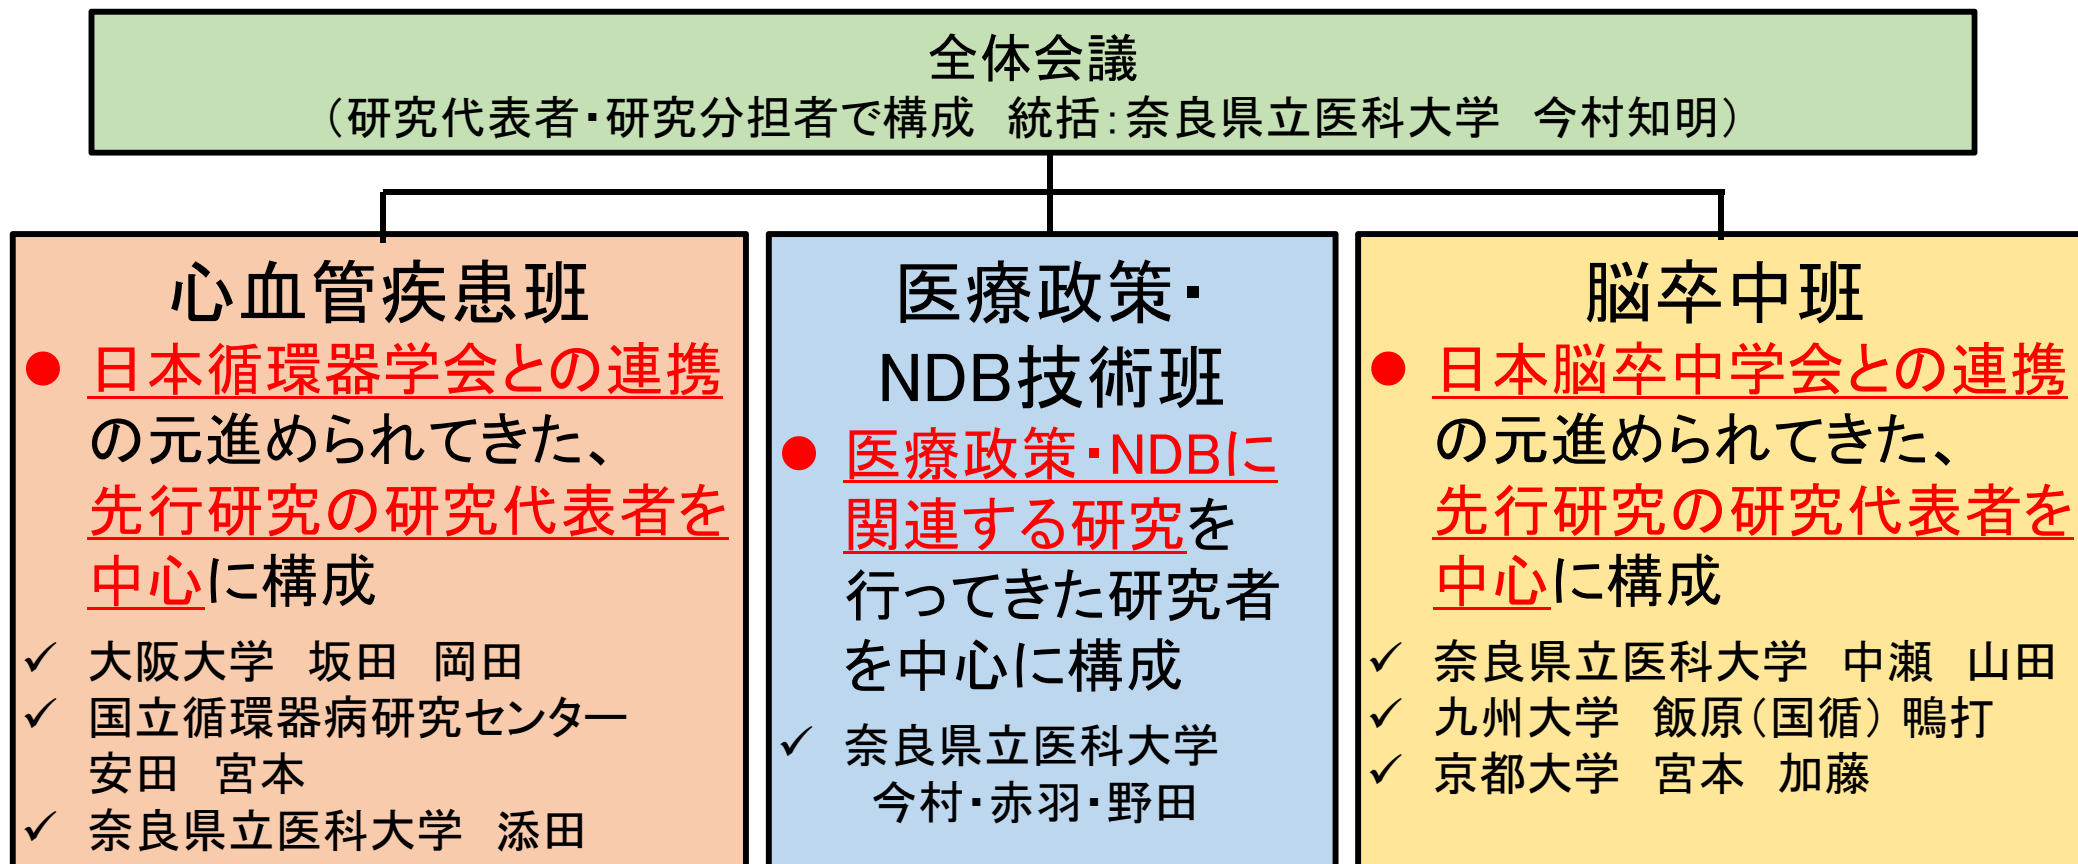 全体会議
（研究代表者・研究分担者で構成　統括：奈良県立医科大学　今村知明）
心血管疾患班
● 日本循環器学会との連携
の元進められてきた、
先行研究の研究代表者を
中心に構成
✓ 大阪大学　坂田　岡田
✓ 国立循環器病研究センター
安田　宮本
✓ 奈良県立医科大学　添田
医療政策・
NDB技術班
● 医療政策・NDBに
関連する研究を
行ってきた研究者
を中心に構成
✓ 奈良県立医科大学
今村・赤羽・野田
脳卒中班
● 日本脳卒中学会との連携
の元進められてきた、
先行研究の研究代表者を
中心に構成
✓ 奈良県立医科大学　中瀬　山田
✓ 九州大学　飯原（国循）鴨打
✓ 京都大学　宮本　加藤